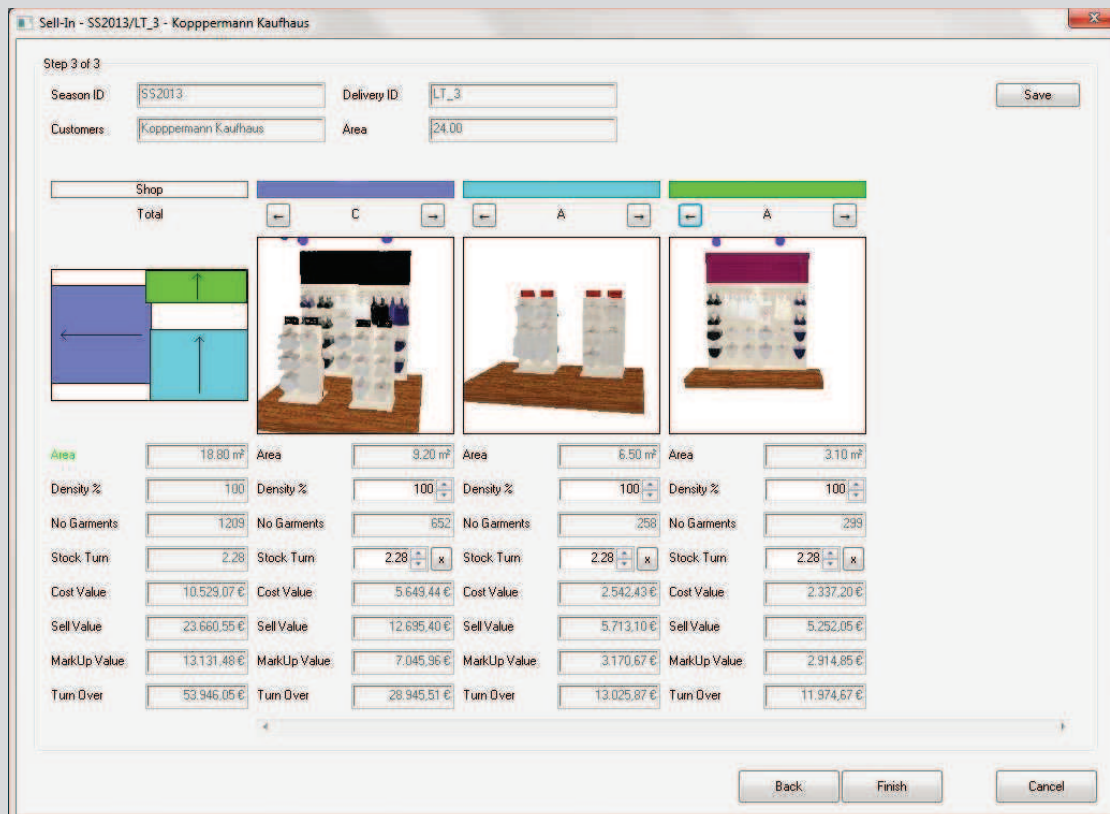 Sell-In - SS2013/LT_3 - Kopppermann Kaufhaus
Step 3 of 3
Season ID SS2013 Delivery ID LT_3 Save
Customers Kopppermann Kaufhaus Area 24.00
Shop
Total ← C → ← A → ← A →
Area 18.80 m² Area 9.20 m² Area 6.50 m² Area 3.10 m²
Density % 100 Density % 100 Density % 100 Density % 100
No Garments 1209 No Garments 652 No Garments 258 No Garments 299
Stock Turn 2.28 Stock Turn 2.28 x Stock Turn 2.28 x Stock Turn 2.28 x
Cost Value 10.529,07 € Cost Value 5.649,44 € Cost Value 2.542,43 € Cost Value 2.337,20 €
Sell Value 23.660,55 € Sell Value 12.695,40 € Sell Value 5.713,10 € Sell Value 5.252,05 €
MarkUp Value 13.131,48 € MarkUp Value 7.045,96 € MarkUp Value 3.170,67 € MarkUp Value 2.914,85 €
Turn Over 53.946,05 € Turn Over 28.945,51 € Turn Over 13.025,87 € Turn Over 11.974,67 €
Back Finish Cancel